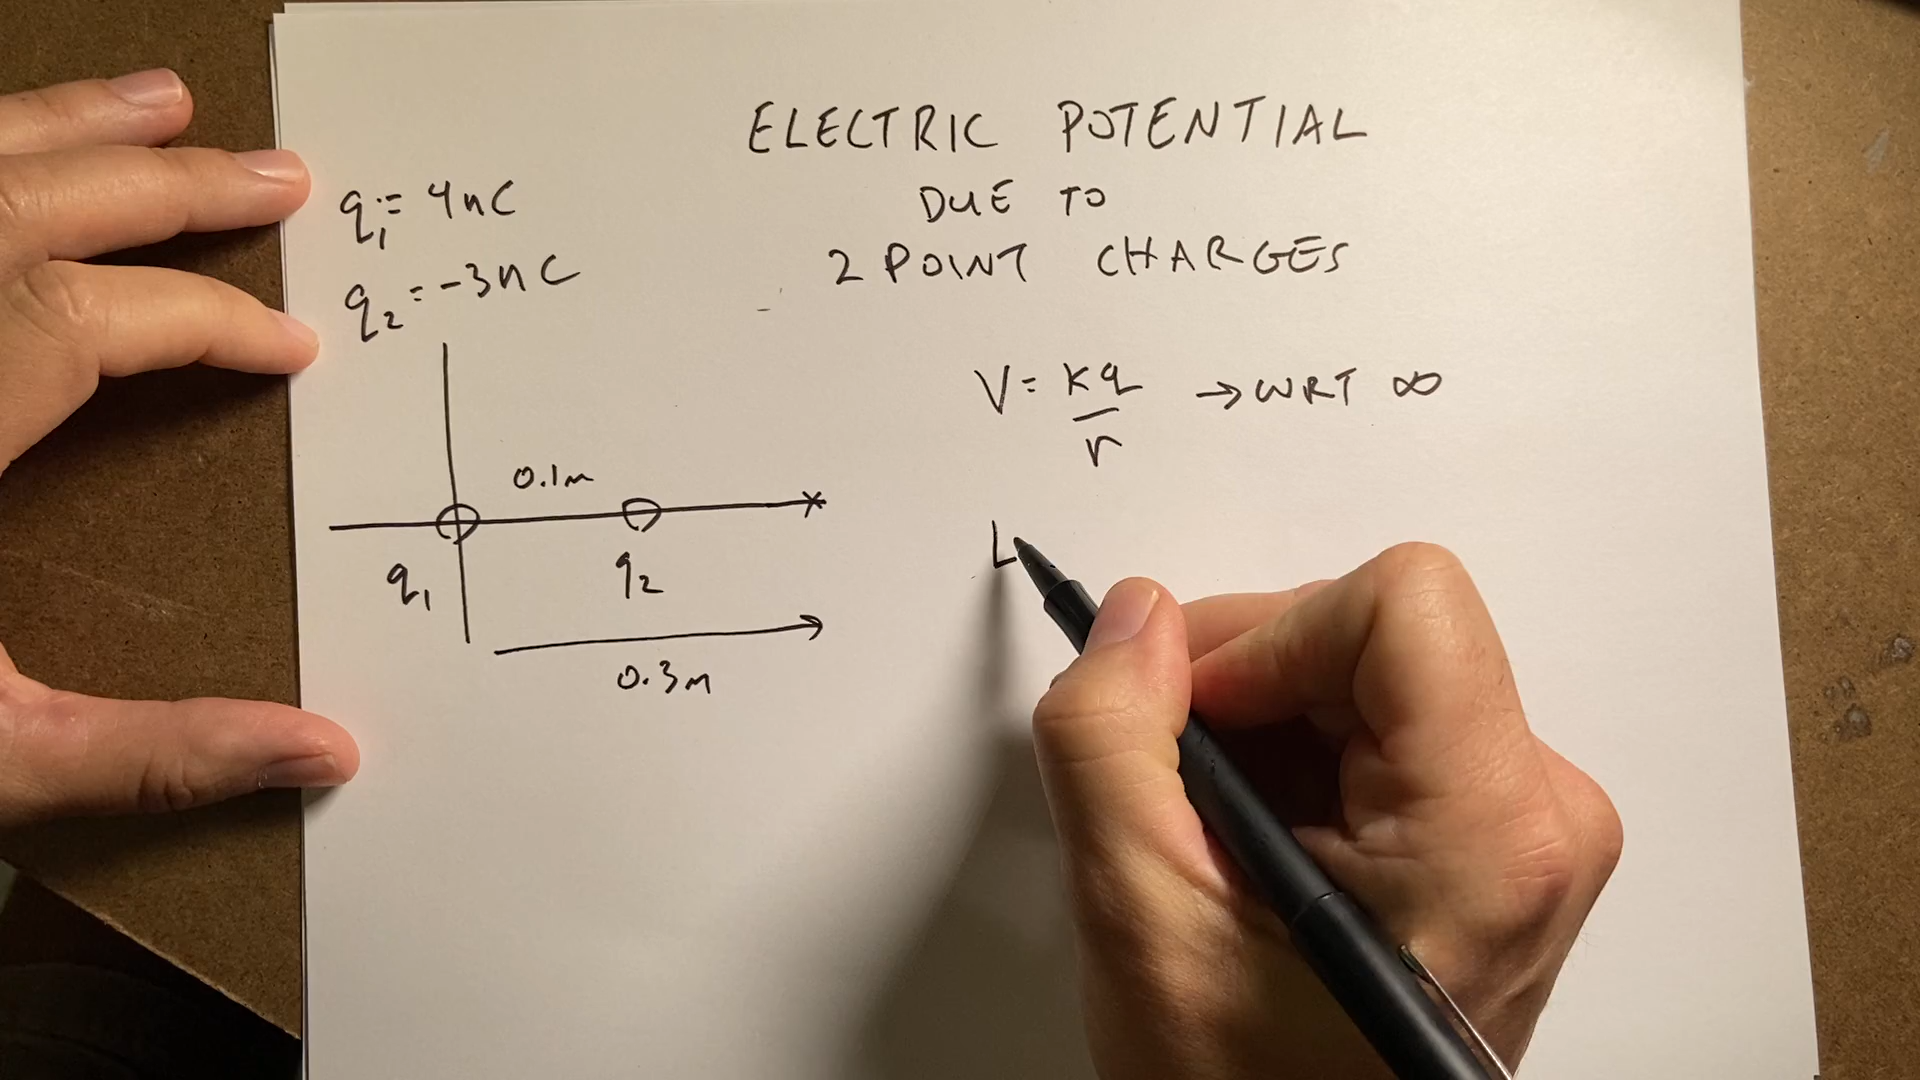 ELECTRIC POTENTIAL
DUE TO
2 POINT CHARGES
q₁= 4nC
q₂ = -3nC
V = kq/r → WRT ∞
0.1m
q₁
q₂
0.3m
L